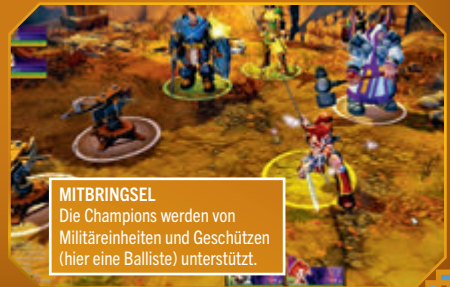 MITBRINGSEL
Die Champions werden von
Militäreinheiten und Geschützen
(hier eine Balliste) unterstützt.